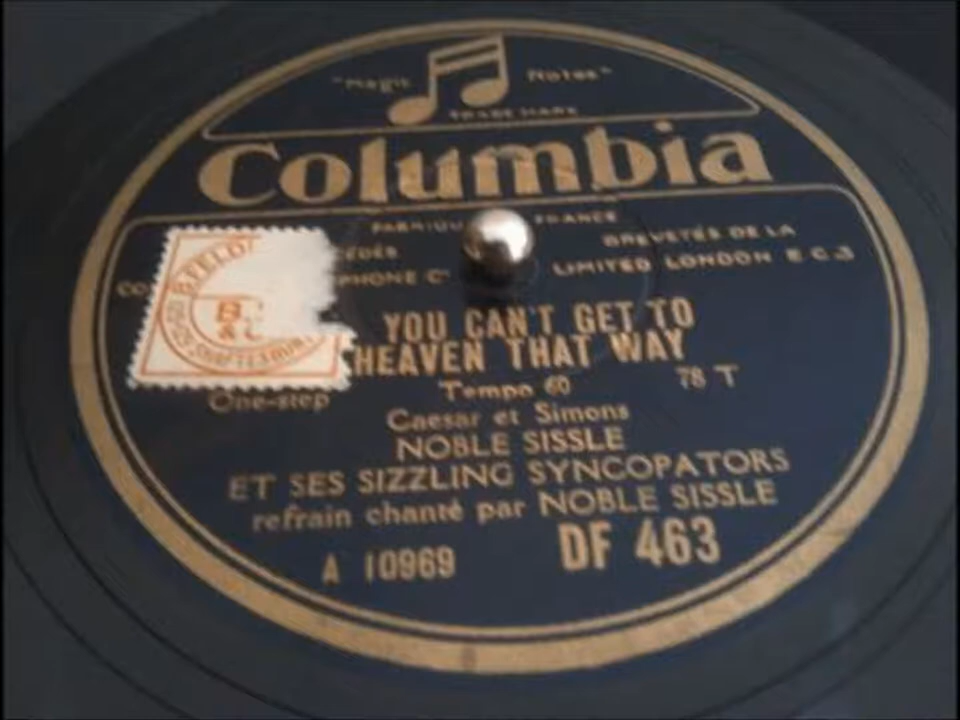 "Magic Notes"
TRADE MARK
Columbia
FRANCE
BREVETÉS DE LA
LIMITED LONDON E.C.3
B.FELD
B.
& C
YOU CAN'T GET TO
HEAVEN THAT WAY
Tempo 60 78 T
One-step
Caesar et Simons
NOBLE SISSLE
ET SES SIZZLING SYNCOPATORS
refrain chanté par NOBLE SISSLE
A 10969 DF 463